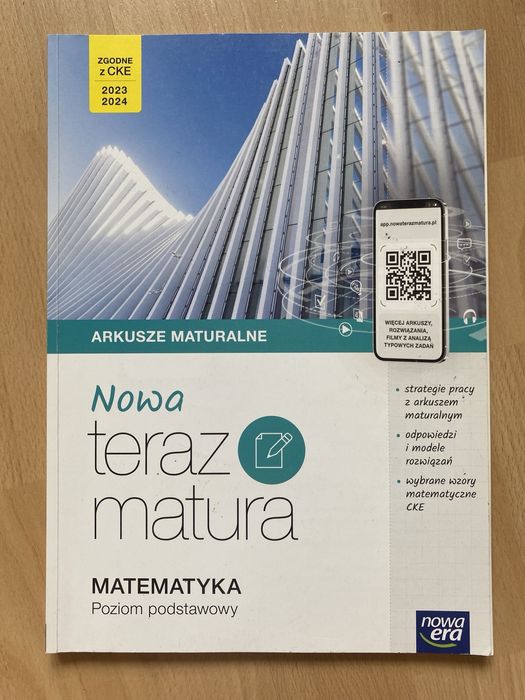 ZGODNE
z CKE
2023
2024
app.nowaterazmatura.pl
WIĘCEJ ARKUSZY,
ROZWIĄZANIA,
FILMY Z ANALIZĄ
TYPOWYCH ZADAŃ
ARKUSZE MATURALNE
Nowa
teraz
matura
• strategie pracy
z arkuszem
maturalnym
• odpowiedzi
i modele
rozwiązań
• wybrane wzory
matematyczne
CKE
MATEMATYKA
Poziom podstawowy
nowa
era